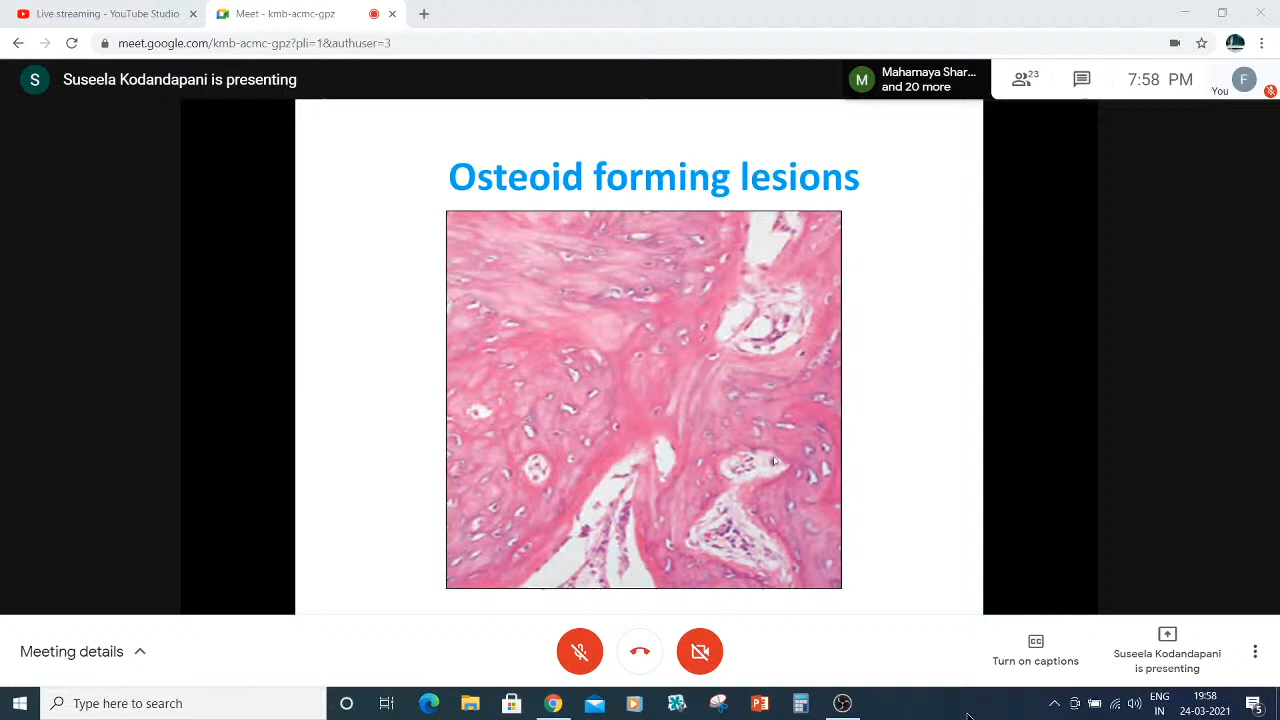 Live streaming - YouTube Studio
Meet - kmb-acmc-gpz
meet.google.com/kmb-acmc-gpz?pli=1&authuser=3
S
Suseela Kodandapani is presenting
M
Mahamaya Shar...
and 20 more
23
7:58 PM
You
F
Osteoid forming lesions
Meeting details
CC
Turn on captions
Suseela Kodandapani
is presenting
Type here to search
ENG
IN
19:58
24-03-2021
5